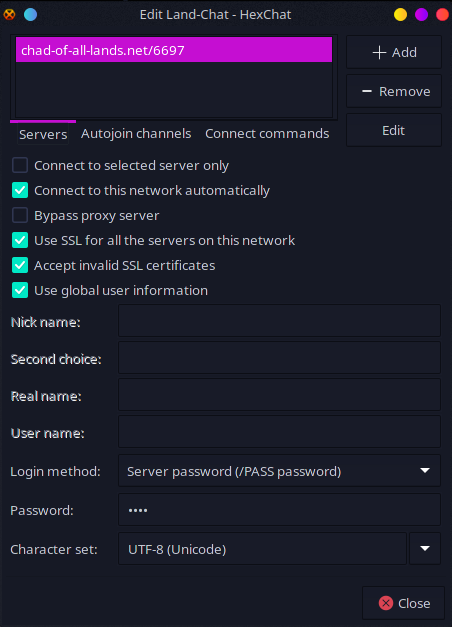 Edit Land-Chat - HexChat
chad-of-all-lands.net/6697
Add
Remove
Edit
Servers
Autojoin channels
Connect commands
Connect to selected server only
Connect to this network automatically
Bypass proxy server
Use SSL for all the servers on this network
Accept invalid SSL certificates
Use global user information
Nick name:
Second choice:
Real name:
User name:
Login method: Server password (/PASS password)
Password: ••••
Character set: UTF-8 (Unicode)
Close